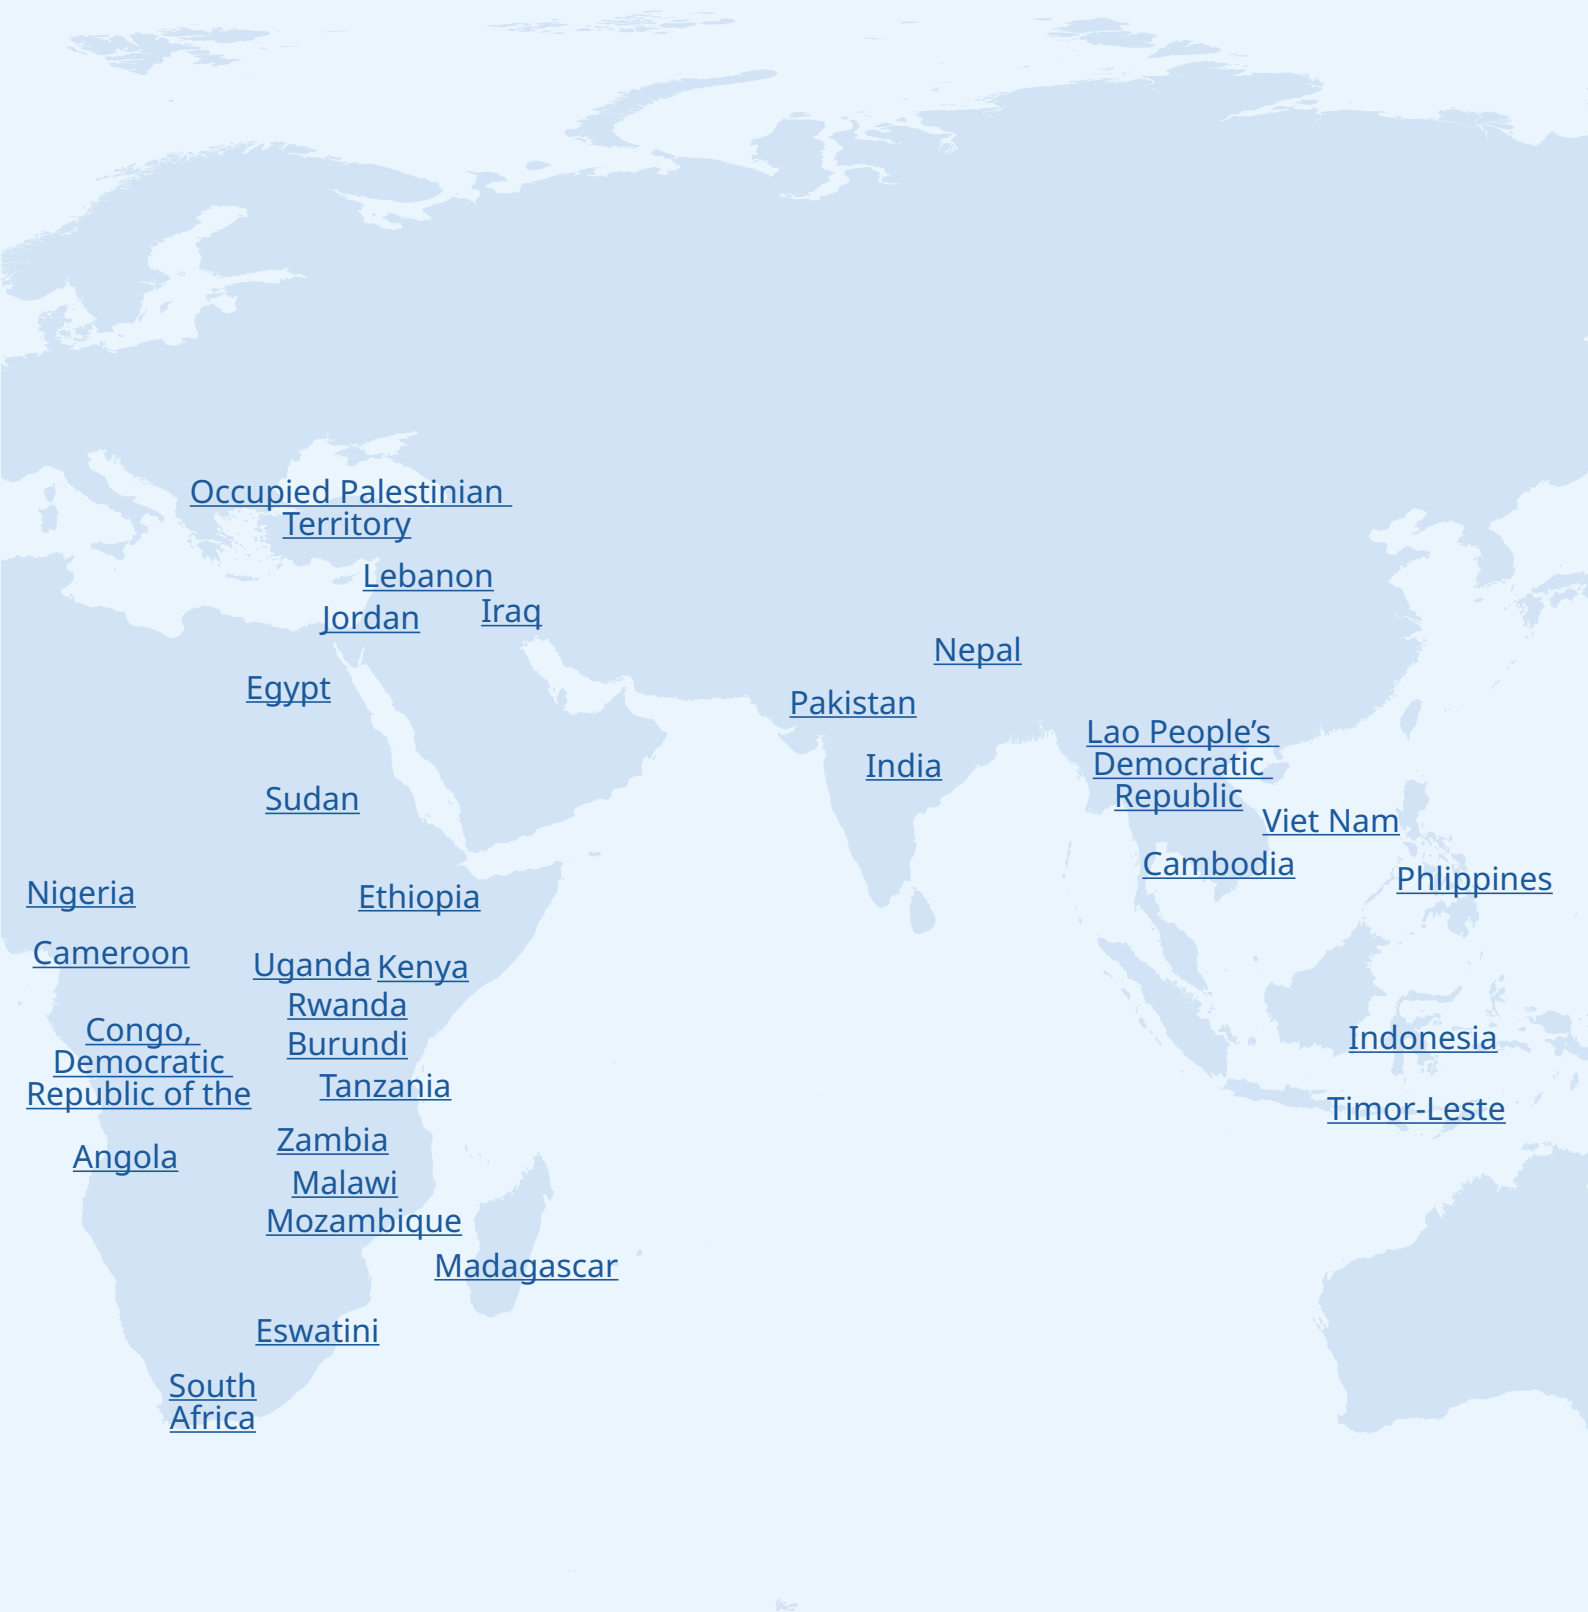 Occupied Palestinian
Territory
Lebanon
Jordan
Iraq
Nepal
Egypt
Pakistan
Lao People’s
Democratic
Republic
India
Sudan
Viet Nam
Cambodia
Phlippines
Nigeria
Ethiopia
Cameroon
Uganda
Kenya
Rwanda
Congo,
Democratic
Republic of the
Burundi
Indonesia
Tanzania
Timor-Leste
Zambia
Angola
Malawi
Mozambique
Madagascar
Eswatini
South
Africa